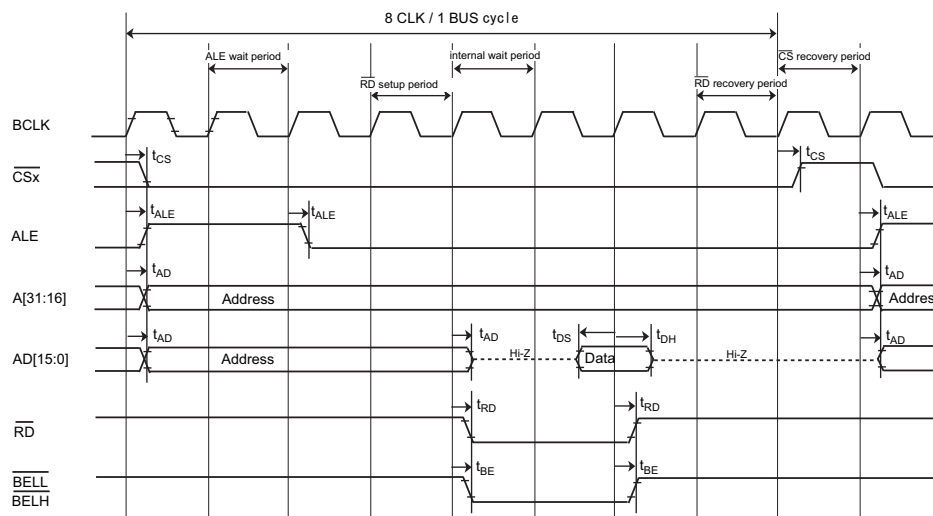 8 CLK / 1 BUS cycle
ALE wait period
internal wait period
CS recovery period
RD setup period
RD recovery period
BCLK
tCS
tCS
CSx
tALE
tALE
tALE
ALE
tAD
tAD
A[31:16]
Address
Addres
tAD
tAD
tDS
tDH
tAD
AD[15:0]
Address
Hi-Z
Data
Hi-Z
tRD
tRD
RD
tBE
tBE
BELL
BELH